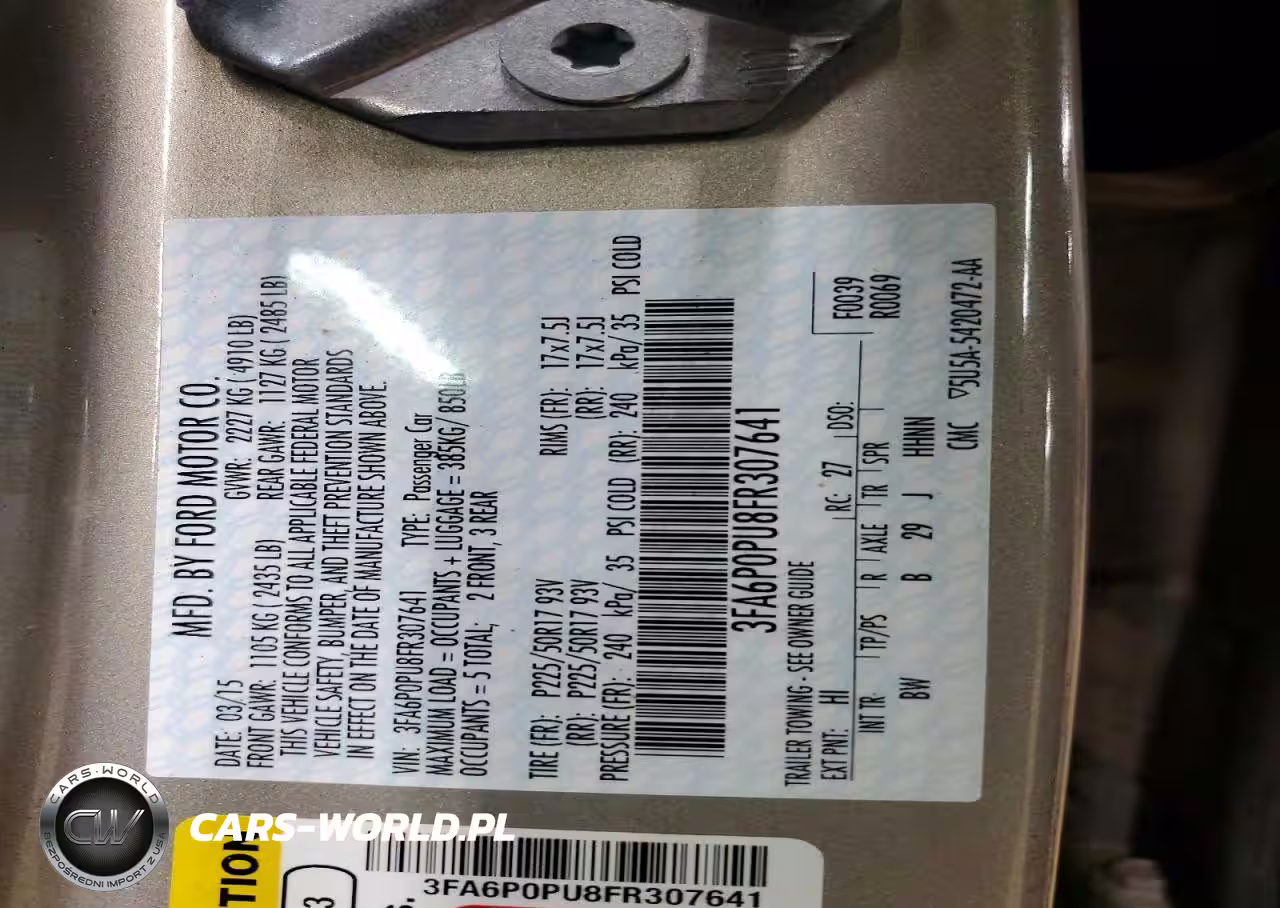 MFD. BY FORD MOTOR CO.
DATE: 03/15 GVWR: 2227 KG ( 4910 LB)
FRONT GAWR: 1105 KG ( 2435 LB) REAR GAWR: 1127 KG ( 2485 LB)
THIS VEHICLE CONFORMS TO ALL APPLICABLE FEDERAL MOTOR
VEHICLE SAFETY, BUMPER, AND THEFT PREVENTION STANDARDS
IN EFFECT ON THE DATE OF MANUFACTURE SHOWN ABOVE.
VIN: 3FA6P0PU8FR307641 TYPE: Passenger Car
MAXIMUM LOAD = OCCUPANTS + LUGGAGE = 385KG/ 850LB
OCCUPANTS = 5 TOTAL; 2 FRONT, 3 REAR
TIRE (FR): P225/50R17 93V RIMS (FR): 17x7.5J
(RR): P225/50R17 93V (RR): 17x7.5J
PRESSURE (FR): 240 kPa/ 35 PSI COLD (RR): 240 kPa/ 35 PSI COLD
3FA6P0PU8FR307641
TRAILER TOWING - SEE OWNER GUIDE
EXT PNT: HI RC: 27 DSO: F0039
INT TR TP/PS R AXLE TR SPR R0069
BW B 29 J HHNN
CMC ▽5U5A-5420472-AA
TION
33
3FA6P0PU8FR307641
CARS-WORLD.PL
CARS-WORLD
CW
BEZPOŚREDNI IMPORT Z USA